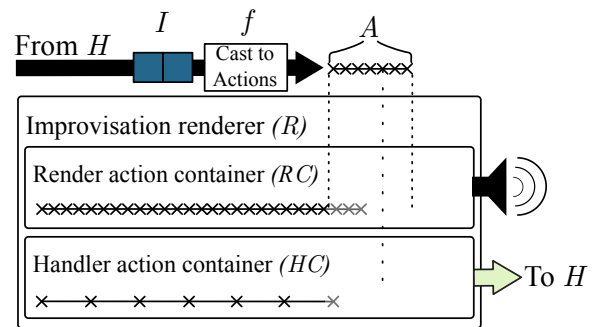 I f A
From H
Cast to
Actions
Improvisation renderer (R)
Render action container (RC)
Handler action container (HC)
To H